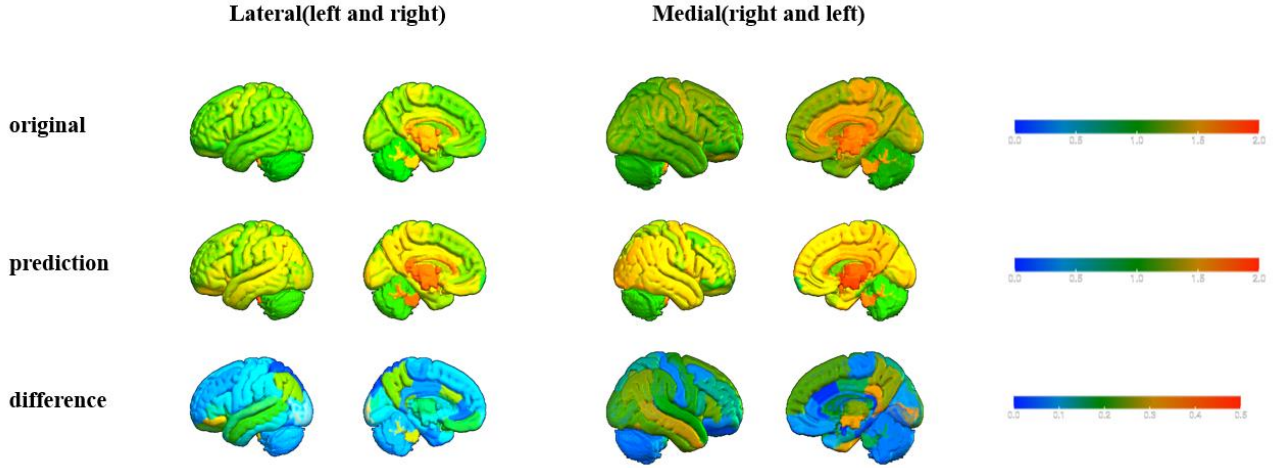 Lateral(left and right) Medial(right and left)
original
0.0 0.5 1.0 1.5 2.0
prediction
0.0 0.5 1.0 1.5 2.0
difference
0.0 0.1 0.2 0.3 0.4 0.5